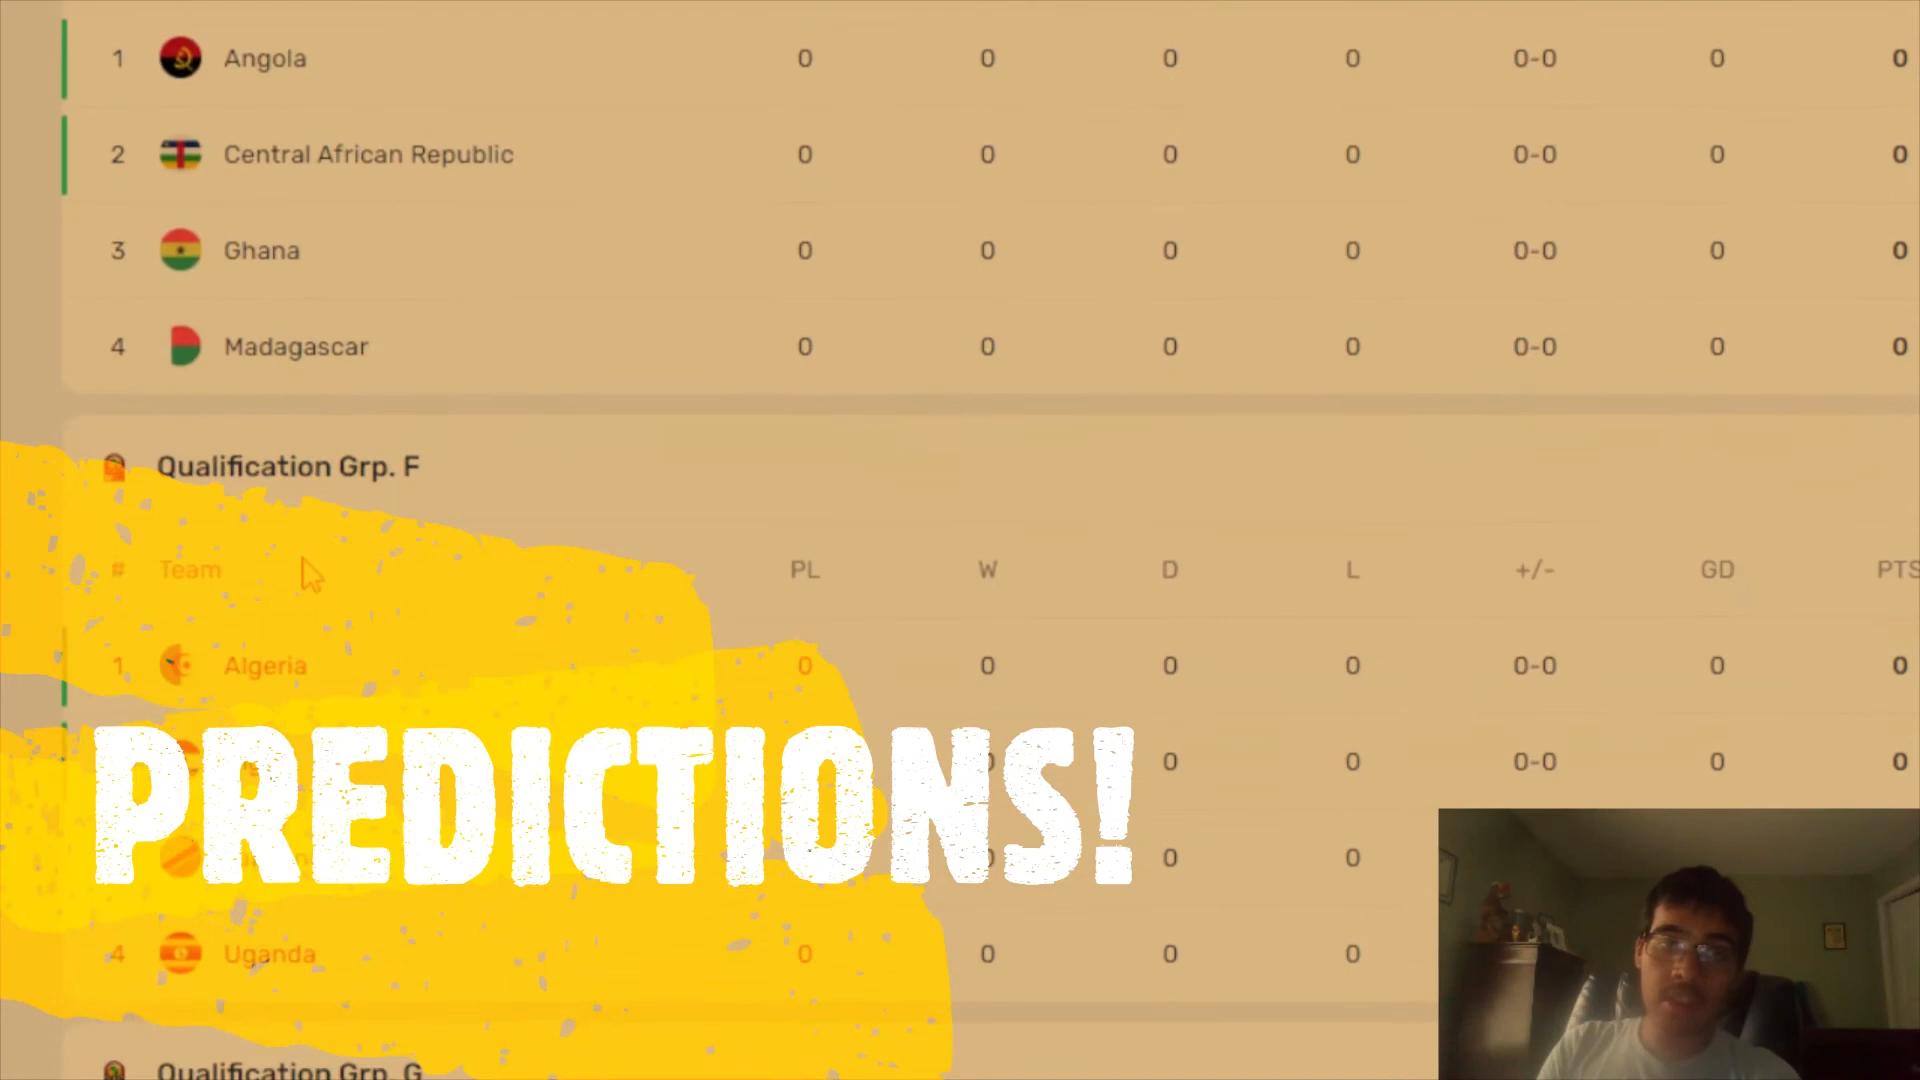 1 Angola 0 0 0 0 0-0 0 0
2 Central African Republic 0 0 0 0 0-0 0 0
3 Ghana 0 0 0 0 0-0 0 0
4 Madagascar 0 0 0 0 0-0 0 0
Qualification Grp. F
# Team PL W D L +/- GD PTS
1 Algeria 0 0 0 0 0-0 0 0
0 0 0-0 0 0
PREDICTIONS!
0 0
4 Uganda 0 0 0 0
Qualification Grp. G